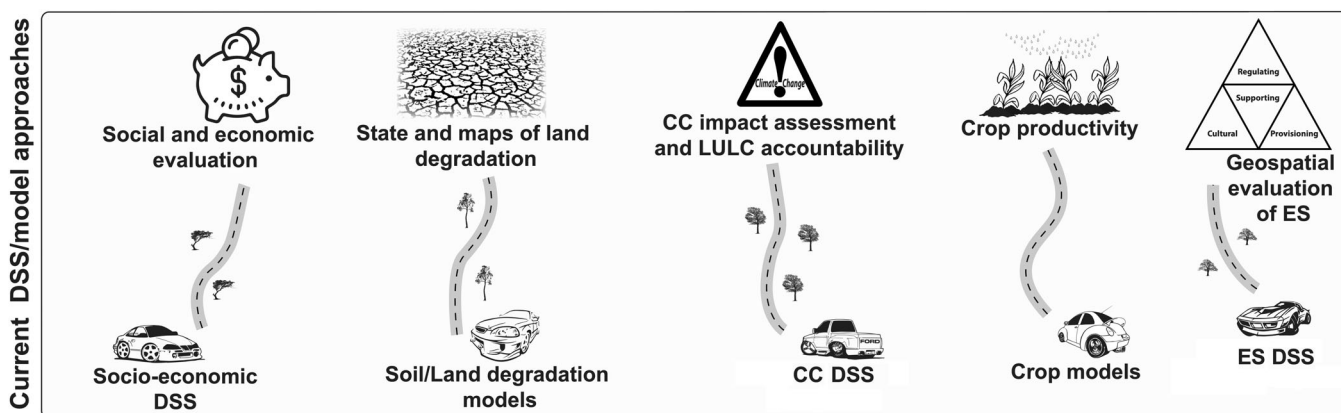 Current DSS/model approaches
$
Social and economic
evaluation
State and maps of land
degradation
Climate Change
CC impact assessment
and LULC accountability
Crop productivity
Regulating
Supporting
Cultural
Provisioning
Geospatial
evaluation
of ES
Socio-economic
DSS
Soil/Land degradation
models
FORD
CC DSS
Crop models
ES DSS